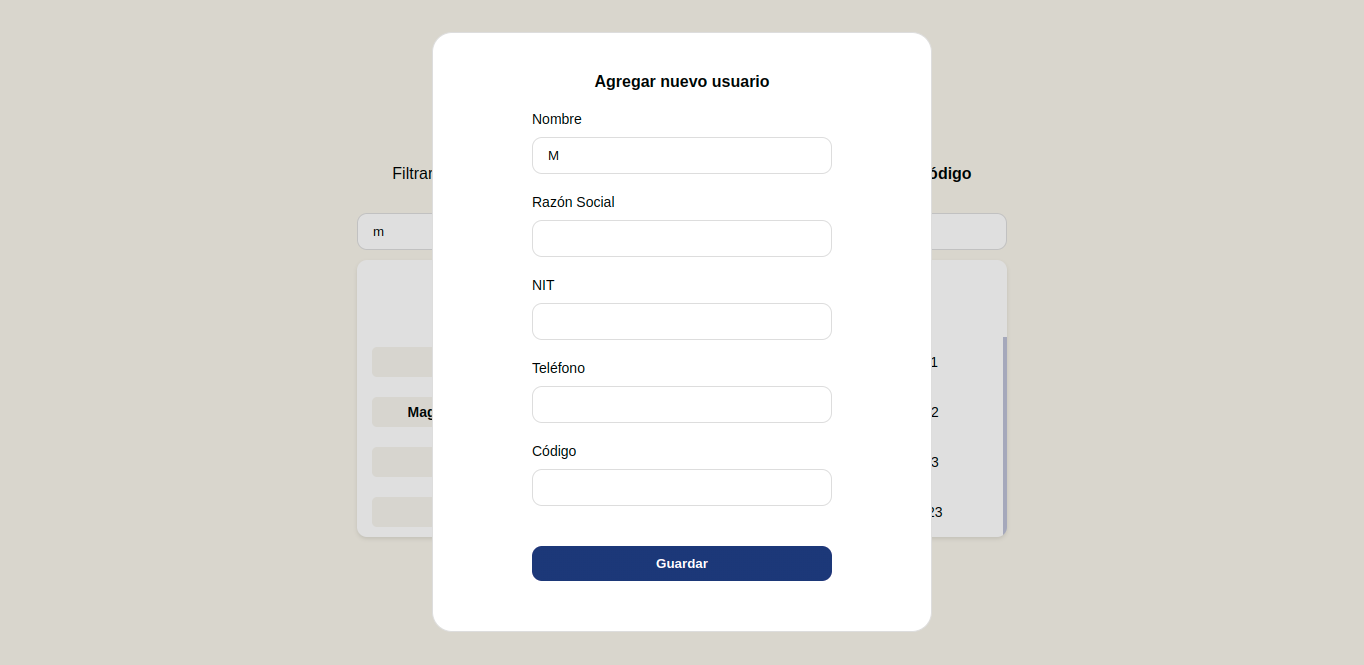 Agregar nuevo usuario
Nombre
M
Filtrar
ódigo
Razón Social
m
NIT
1
Teléfono
Mag
2
Código
3
23
Guardar